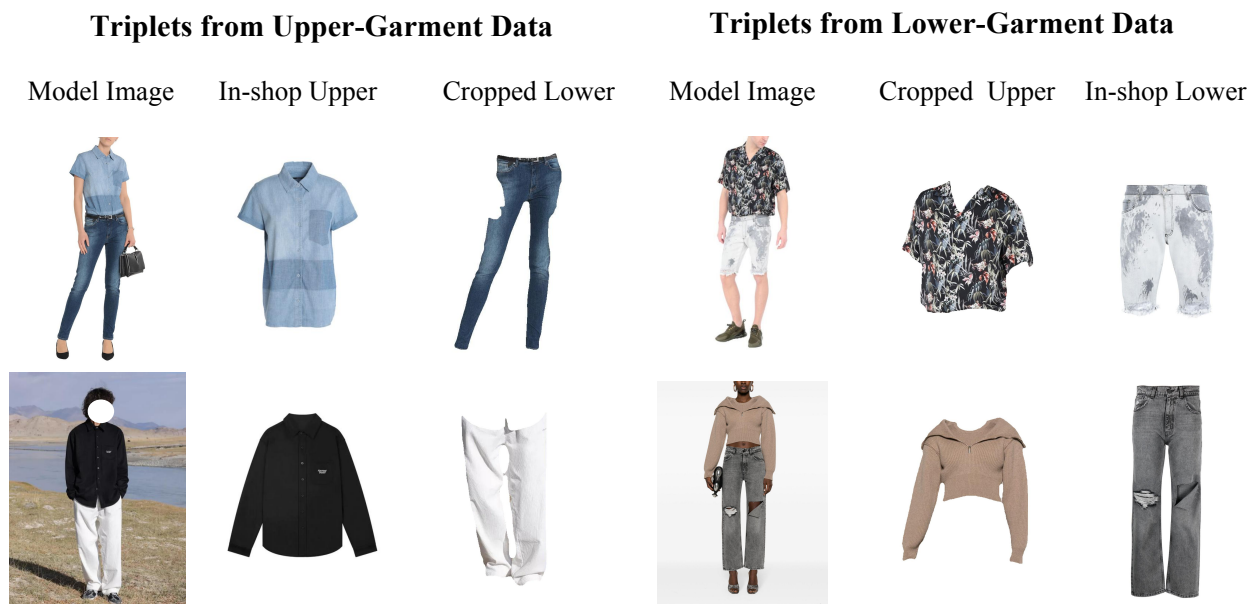 Triplets from Upper-Garment Data
Model Image In-shop Upper Cropped Lower
Triplets from Lower-Garment Data
Model Image Cropped Upper In-shop Lower